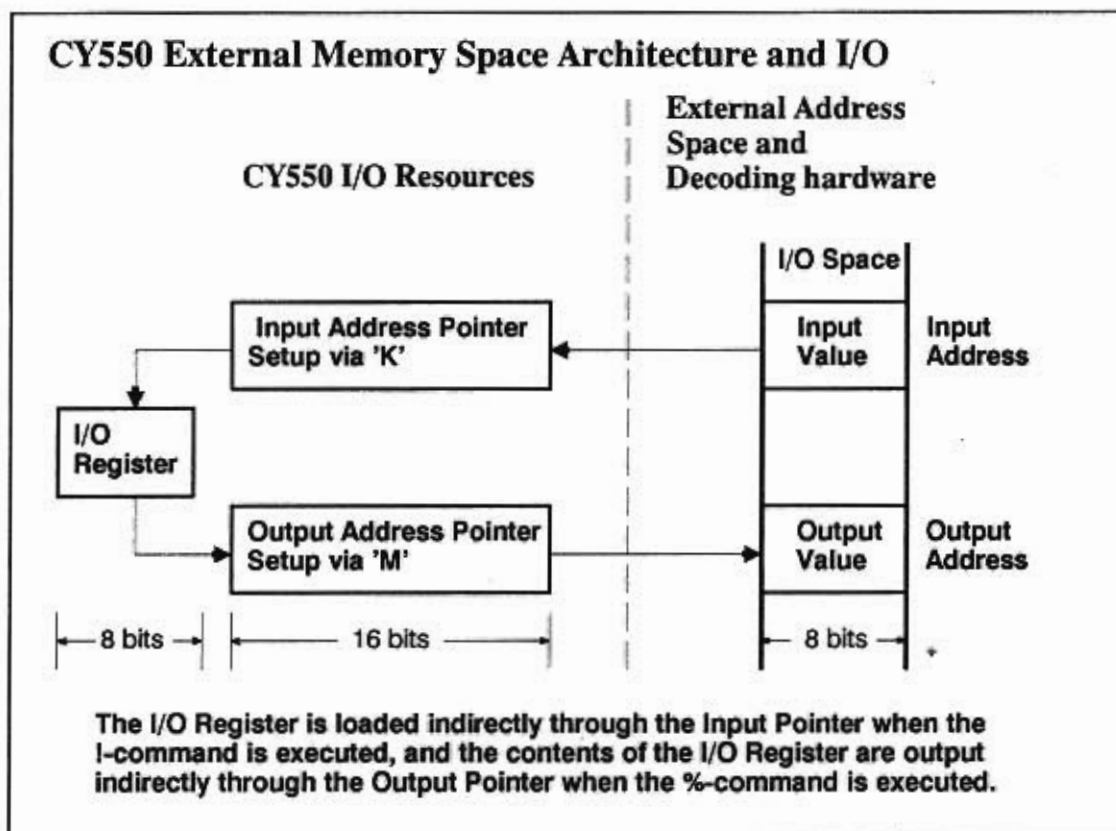 CY550 External Memory Space Architecture and I/O
External Address
Space and
Decoding hardware
CY550 I/O Resources
I/O Space
Input Address Pointer
Setup via 'K'
Input
Value
Input
Address
I/O
Register
Output Address Pointer
Setup via 'M'
Output
Value
Output
Address
8 bits
16 bits
8 bits
The I/O Register is loaded indirectly through the Input Pointer when the
!-command is executed, and the contents of the I/O Register are output
indirectly through the Output Pointer when the %-command is executed.